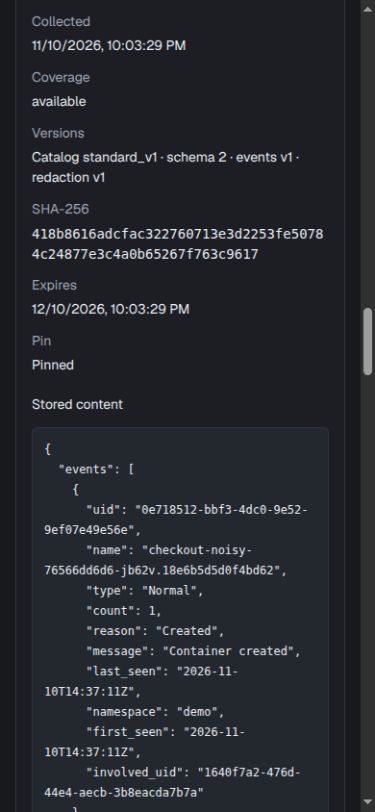 Collected
11/10/2026, 10:03:29 PM
Coverage
available
Versions
Catalog standard_v1 · schema 2 · events v1 ·
redaction v1
SHA-256
418b8616adcfac322760713e3d2253fe5078
4c24877e3c4a0b65267f763c9617
Expires
12/10/2026, 10:03:29 PM
Pin
Pinned
Stored content
{
"events": [
{
"uid": "0e718512-bbf3-4dc0-9e52-
9ef07e49e56e",
"name": "checkout-noisy-
76566dd6d6-jb62v.18e6b5d5d0f4bd62",
"type": "Normal",
"count": 1,
"reason": "Created",
"message": "Container created",
"last_seen": "2026-11-
10T14:37:11Z",
"namespace": "demo",
"first_seen": "2026-11-
10T14:37:11Z",
"involved_uid": "1640f7a2-476d-
44e4-aecb-3b8eacda7b7a"
}